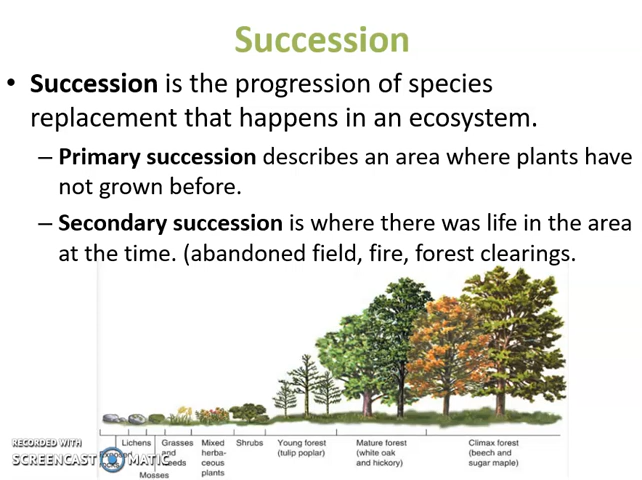 Succession
• Succession is the progression of species
replacement that happens in an ecosystem.
– Primary succession describes an area where plants have
not grown before.
– Secondary succession is where there was life in the area
at the time. (abandoned field, fire, forest clearings.
RECORDED WITH
SCREENCAST MATIC
Exposed
rocks
Lichens
Mosses
Grasses
and
weeds
Mixed
herba-
ceous
plants
Shrubs
Young forest
(tulip poplar)
Mature forest
(white oak
and hickory)
Climax forest
(beech and
sugar maple)